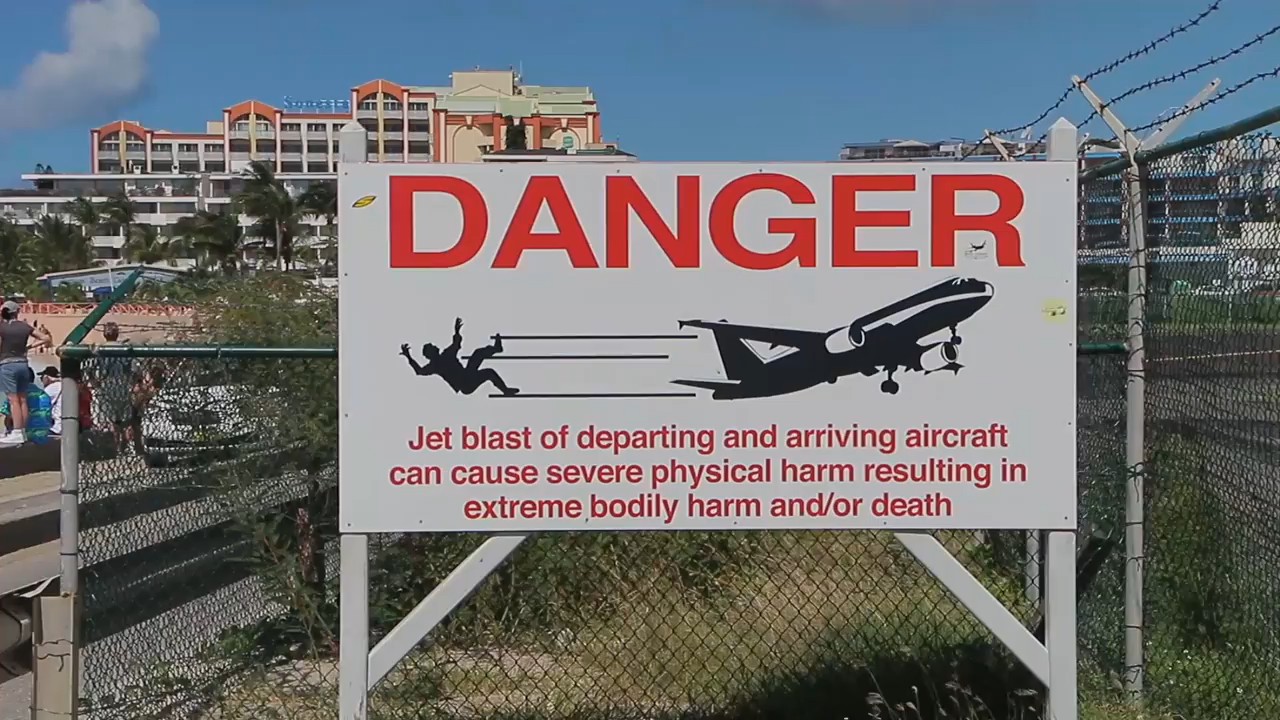 DANGER
Jet blast of departing and arriving aircraft
can cause severe physical harm resulting in
extreme bodily harm and/or death